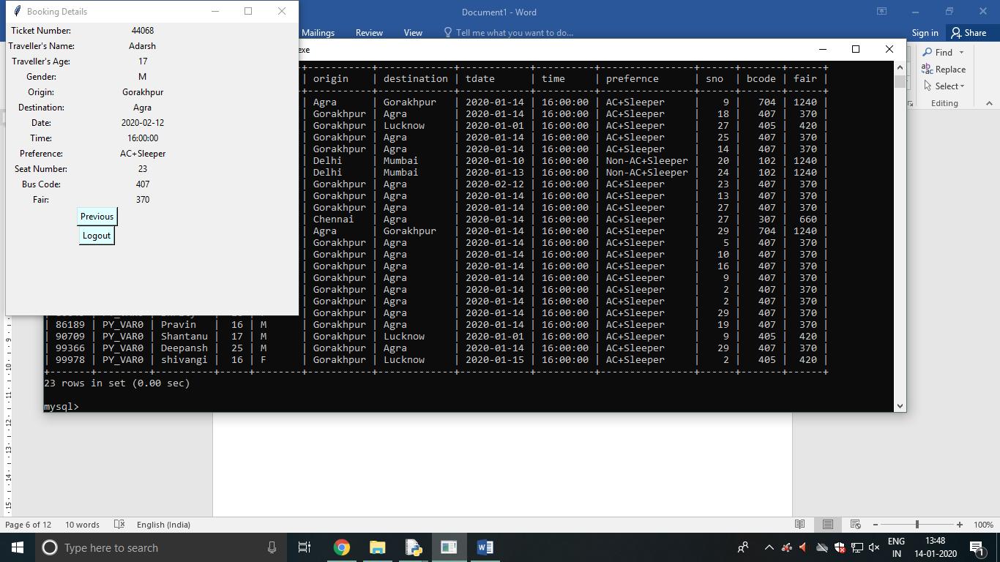 Booking Details
Ticket Number: 44068
Traveller's Name: Adarsh
Traveller's Age: 17
Gender: M
Origin: Gorakhpur
Destination: Agra
Date: 2020-02-12
Time: 16:00:00
Preference: AC+Sleeper
Seat Number: 23
Bus Code: 407
Fair: 370
Previous
Logout
Document1 - Word
Mailings Review View Tell me what you want to do... Sign in Share
Find
Replace
Select
Editing
exe
| origin | destination | tdate | time | prefernce | sno | bcode | fair |
| Agra | Gorakhpur | 2020-01-14 | 16:00:00 | AC+Sleeper | 9 | 704 | 1240 |
| Gorakhpur | Agra | 2020-01-14 | 16:00:00 | AC+Sleeper | 18 | 407 | 370 |
| Gorakhpur | Lucknow | 2020-01-01 | 16:00:00 | AC+Sleeper | 27 | 405 | 420 |
| Gorakhpur | Agra | 2020-01-14 | 16:00:00 | AC+Sleeper | 25 | 407 | 370 |
| Gorakhpur | Agra | 2020-01-14 | 16:00:00 | AC+Sleeper | 14 | 407 | 370 |
| Delhi | Mumbai | 2020-01-10 | 16:00:00 | Non-AC+Sleeper | 20 | 102 | 1240 |
| Delhi | Mumbai | 2020-01-13 | 16:00:00 | Non-AC+Sleeper | 24 | 102 | 1240 |
| Gorakhpur | Agra | 2020-02-12 | 16:00:00 | AC+Sleeper | 23 | 407 | 370 |
| Gorakhpur | Agra | 2020-01-14 | 16:00:00 | AC+Sleeper | 13 | 407 | 370 |
| Gorakhpur | Agra | 2020-01-14 | 16:00:00 | AC+Sleeper | 27 | 407 | 370 |
| Chennai | Agra | 2020-01-14 | 16:00:00 | AC+Sleeper | 27 | 307 | 660 |
| Agra | Gorakhpur | 2020-01-14 | 16:00:00 | AC+Sleeper | 29 | 704 | 1240 |
| Gorakhpur | Agra | 2020-01-14 | 16:00:00 | AC+Sleeper | 5 | 407 | 370 |
| Gorakhpur | Agra | 2020-01-14 | 16:00:00 | AC+Sleeper | 10 | 407 | 370 |
| Gorakhpur | Agra | 2020-01-14 | 16:00:00 | AC+Sleeper | 16 | 407 | 370 |
| Gorakhpur | Agra | 2020-01-14 | 16:00:00 | AC+Sleeper | 9 | 407 | 370 |
| Gorakhpur | Agra | 2020-01-14 | 16:00:00 | AC+Sleeper | 2 | 407 | 370 |
| Gorakhpur | Agra | 2020-01-14 | 16:00:00 | AC+Sleeper | 2 | 407 | 370 |
| Gorakhpur | Agra | 2020-01-14 | 16:00:00 | AC+Sleeper | 29 | 407 | 370 |
| 86189 | PY_VAR0 | Pravin | 16 | M | Gorakhpur | Agra | 2020-01-14 | 16:00:00 | AC+Sleeper | 19 | 407 | 370 |
| 90709 | PY_VAR0 | Shantanu | 17 | M | Gorakhpur | Lucknow | 2020-01-01 | 16:00:00 | AC+Sleeper | 9 | 405 | 420 |
| 99366 | PY_VAR0 | Deepansh | 25 | M | Gorakhpur | Agra | 2020-01-14 | 16:00:00 | AC+Sleeper | 29 | 407 | 370 |
| 99978 | PY_VAR0 | shivangi | 16 | F | Gorakhpur | Lucknow | 2020-01-15 | 16:00:00 | AC+Sleeper | 2 | 405 | 420 |
23 rows in set (0.00 sec)
mysql>
9
10
11
12
13
14
15
Page 6 of 12 10 words English (India) 100%
Type here to search
ENG 13:48
IN 14-01-2020
1